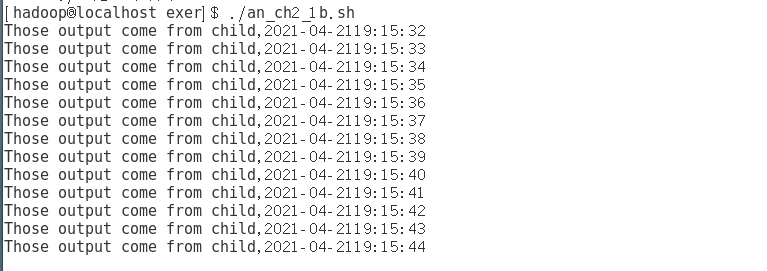 [hadoop@localhost exer]$ ./an_ch2_1b.sh
Those output come from child,2021-04-2119:15:32
Those output come from child,2021-04-2119:15:33
Those output come from child,2021-04-2119:15:34
Those output come from child,2021-04-2119:15:35
Those output come from child,2021-04-2119:15:36
Those output come from child,2021-04-2119:15:37
Those output come from child,2021-04-2119:15:38
Those output come from child,2021-04-2119:15:39
Those output come from child,2021-04-2119:15:40
Those output come from child,2021-04-2119:15:41
Those output come from child,2021-04-2119:15:42
Those output come from child,2021-04-2119:15:43
Those output come from child,2021-04-2119:15:44